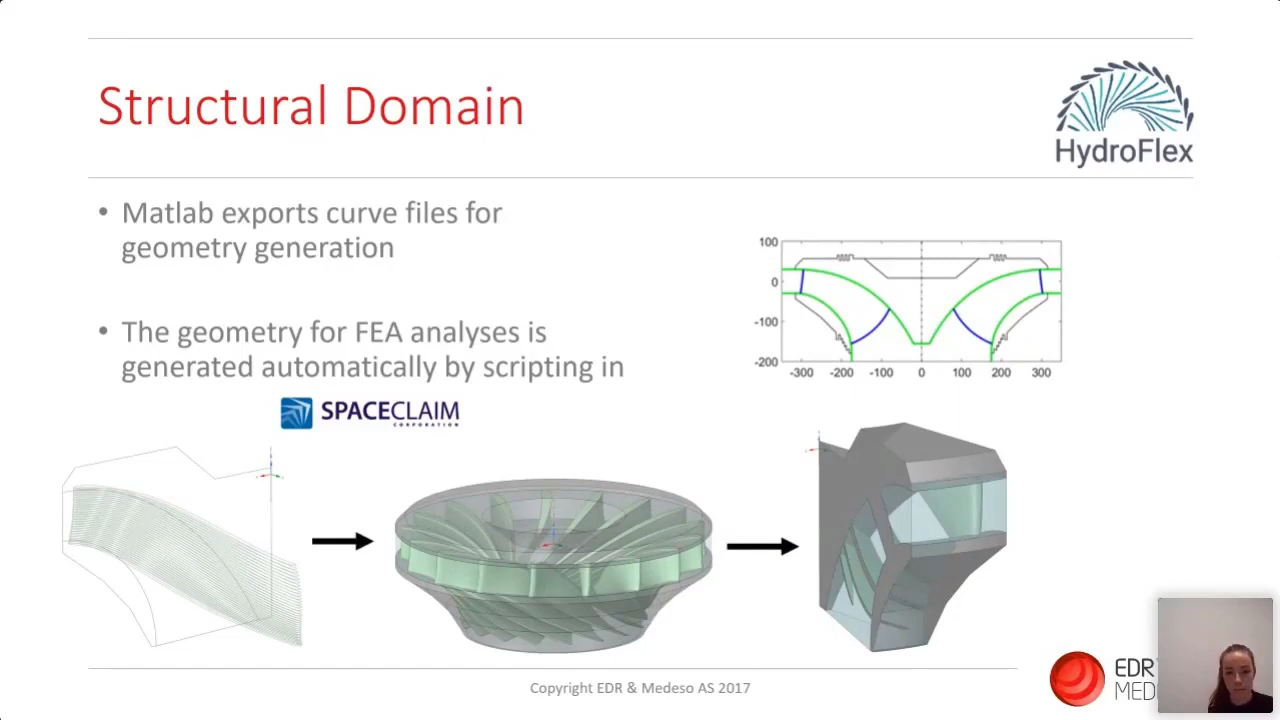 Structural Domain
HydroFlex
• Matlab exports curve files for
geometry generation
• The geometry for FEA analyses is
generated automatically by scripting in
SPACECLAIM
CORPORATION
100
0
-100
-200
-300 -200 -100 0 100 200 300
Copyright EDR & Medeso AS 2017
EDR
MED